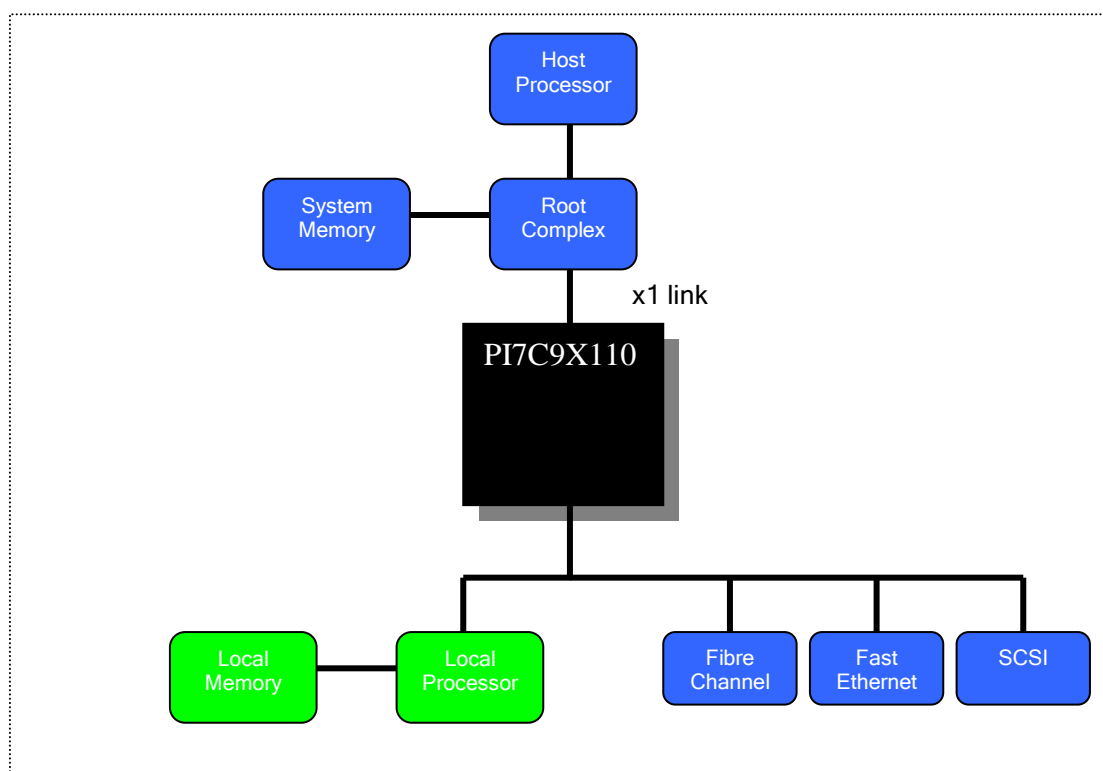 Host
Processor
System
Memory
Root
Complex
x1 link
PI7C9X110
Local
Memory
Local
Processor
Fibre
Channel
Fast
Ethernet
SCSI